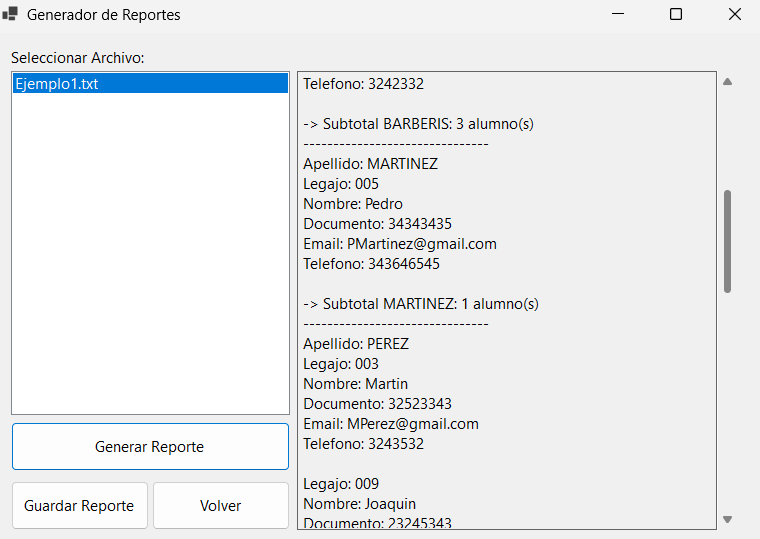 Generador de Reportes
Seleccionar Archivo:
Ejemplo1.txt
Generar Reporte
Guardar Reporte
Volver
Telefono: 3242332
-> Subtotal BARBERIS: 3 alumno(s)
-------------------------------
Apellido: MARTINEZ
Legajo: 005
Nombre: Pedro
Documento: 34343435
Email: PMartinez@gmail.com
Telefono: 343646545
-> Subtotal MARTINEZ: 1 alumno(s)
-------------------------------
Apellido: PEREZ
Legajo: 003
Nombre: Martin
Documento: 32523343
Email: MPerez@gmail.com
Telefono: 3243532
Legajo: 009
Nombre: Joaquin
Documento: 23245343